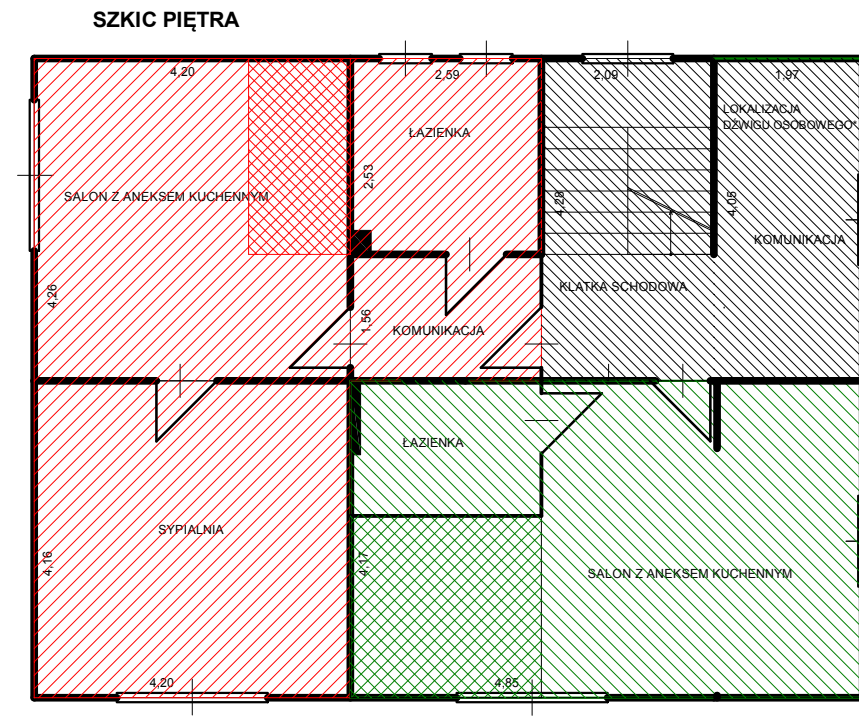 SZKIC PIĘTRA
4.20
2,59
2,09
1,97
LOKALIZACJA
DŹWIGU OSOBOWEGO*
ŁAZIENKA
2,53
4,28
4,05
SALON Z ANEKSEM KUCHENNYM
KOMUNIKACJA
KLATKA SCHODOWA
4,26
1,56
KOMUNIKACJA
ŁAZIENKA
SYPIALNIA
4,16
4,17
SALON Z ANEKSEM KUCHENNYM
4,20
4,85